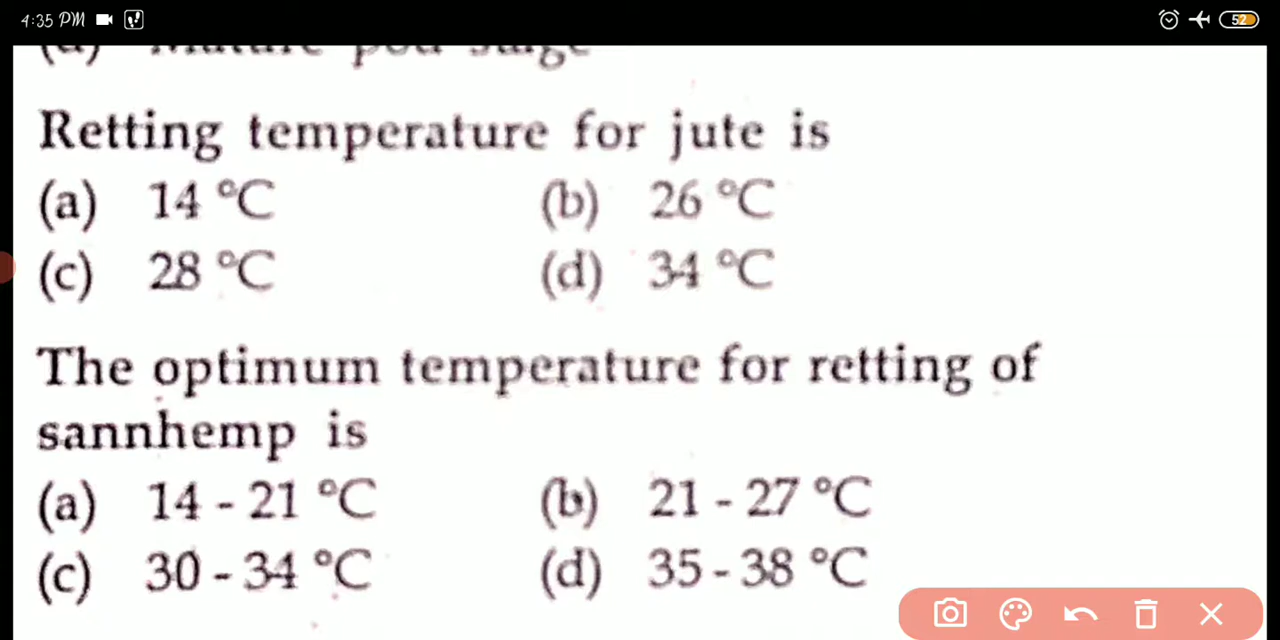 4:35 PM
52
Retting temperature for jute is
(a) 14 °C (b) 26 °C
(c) 28 °C (d) 34 °C
The optimum temperature for retting of
sannhemp is
(a) 14 - 21 °C (b) 21 - 27 °C
(c) 30 - 34 °C (d) 35 - 38 °C